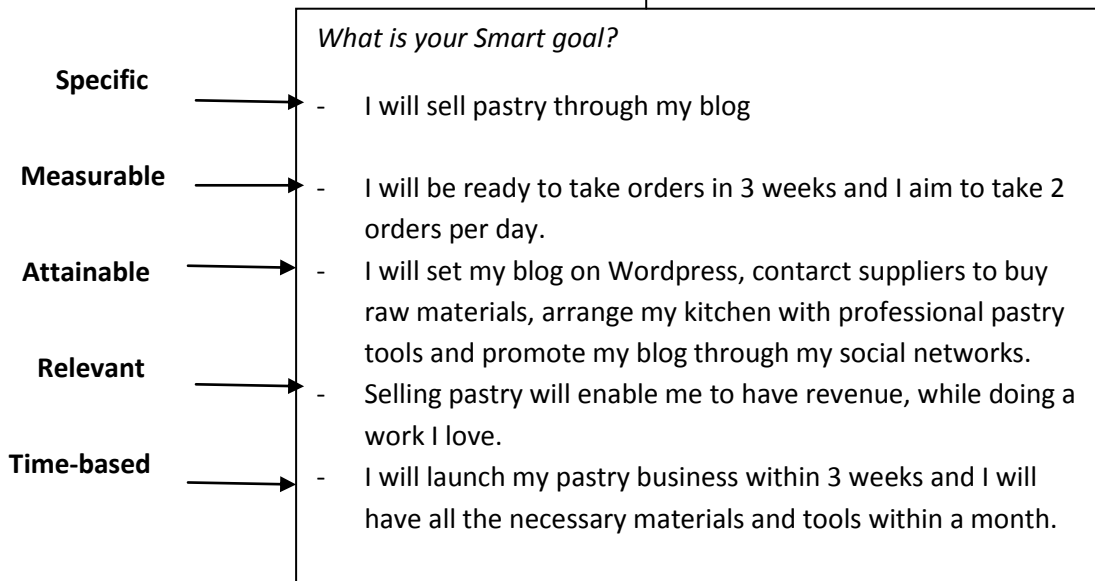 What is your Smart goal?
Specific
- I will sell pastry through my blog
Measurable
- I will be ready to take orders in 3 weeks and I aim to take 2
orders per day.
Attainable
- I will set my blog on Wordpress, contarct suppliers to buy
raw materials, arrange my kitchen with professional pastry
tools and promote my blog through my social networks.
Relevant
- Selling pastry will enable me to have revenue, while doing a
work I love.
Time-based
- I will launch my pastry business within 3 weeks and I will
have all the necessary materials and tools within a month.